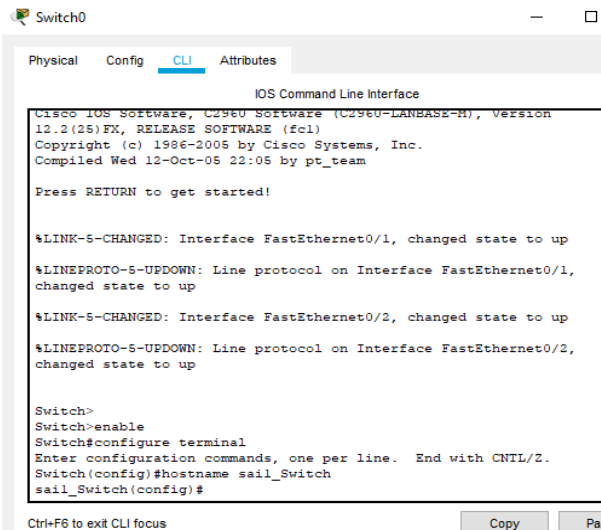 Switch0
Physical Config CLI Attributes
IOS Command Line Interface
Cisco IOS Software, C2960 Software (C2960-LANBASE-M), Version
12.2(25)FX, RELEASE SOFTWARE (fc1)
Copyright (c) 1986-2005 by Cisco Systems, Inc.
Compiled Wed 12-Oct-05 22:05 by pt_team
Press RETURN to get started!
%LINK-5-CHANGED: Interface FastEthernet0/1, changed state to up
%LINEPROTO-5-UPDOWN: Line protocol on Interface FastEthernet0/1,
changed state to up
%LINK-5-CHANGED: Interface FastEthernet0/2, changed state to up
%LINEPROTO-5-UPDOWN: Line protocol on Interface FastEthernet0/2,
changed state to up
Switch>
Switch>enable
Switch#configure terminal
Enter configuration commands, one per line.  End with CNTL/Z.
Switch(config)#hostname sail_Switch
sail_Switch(config)#
Ctrl+F6 to exit CLI focus
Copy
Pa